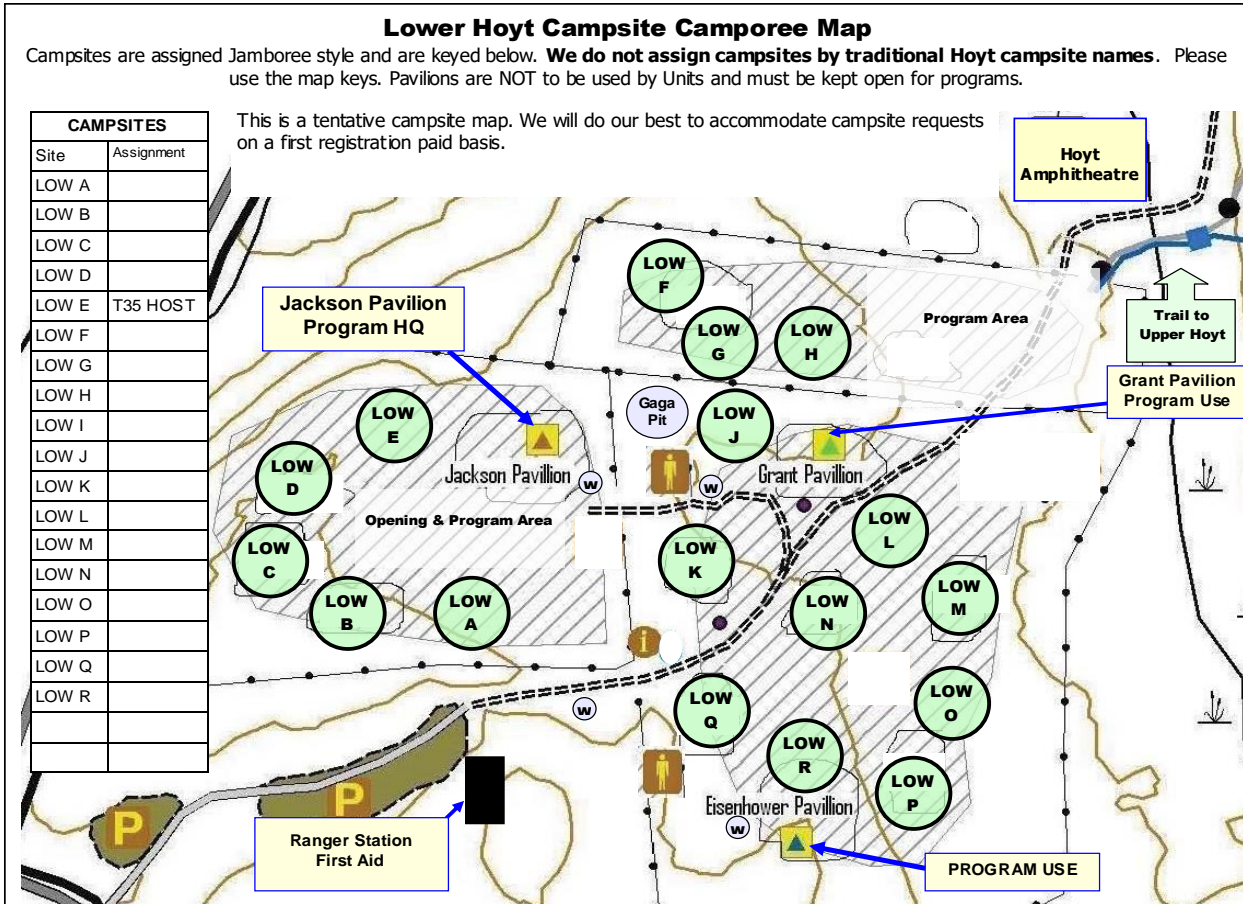 Lower Hoyt Campsite Camporee Map
Campsites are assigned Jamboree style and are keyed below. We do not assign campsites by traditional Hoyt campsite names. Please
use the map keys. Pavilions are NOT to be used by Units and must be kept open for programs.
This is a tentative campsite map. We will do our best to accommodate campsite requests
on a first registration paid basis.
CAMPSITES
Site Assignment
LOW A
LOW B
LOW C
LOW D
LOW E T35 HOST
LOW F
LOW G
LOW H
LOW I
LOW J
LOW K
LOW L
LOW M
LOW N
LOW O
LOW P
LOW Q
LOW R
Hoyt
Amphitheatre
LOW
F
Jackson Pavilion
Program HQ
LOW
G
LOW
H
Program Area
Trail to
Upper Hoyt
Grant Pavilion
Program Use
Gaga
Pit
LOW
E
LOW
J
LOW
D
Jackson Pavillion
Grant Pavillion
w
w
Opening & Program Area
LOW
L
LOW
C
LOW
K
LOW
B
LOW
A
LOW
N
LOW
M
i
LOW
Q
LOW
O
w
LOW
R
LOW
P
P
P
Eisenhower Pavillion
w
Ranger Station
First Aid
PROGRAM USE